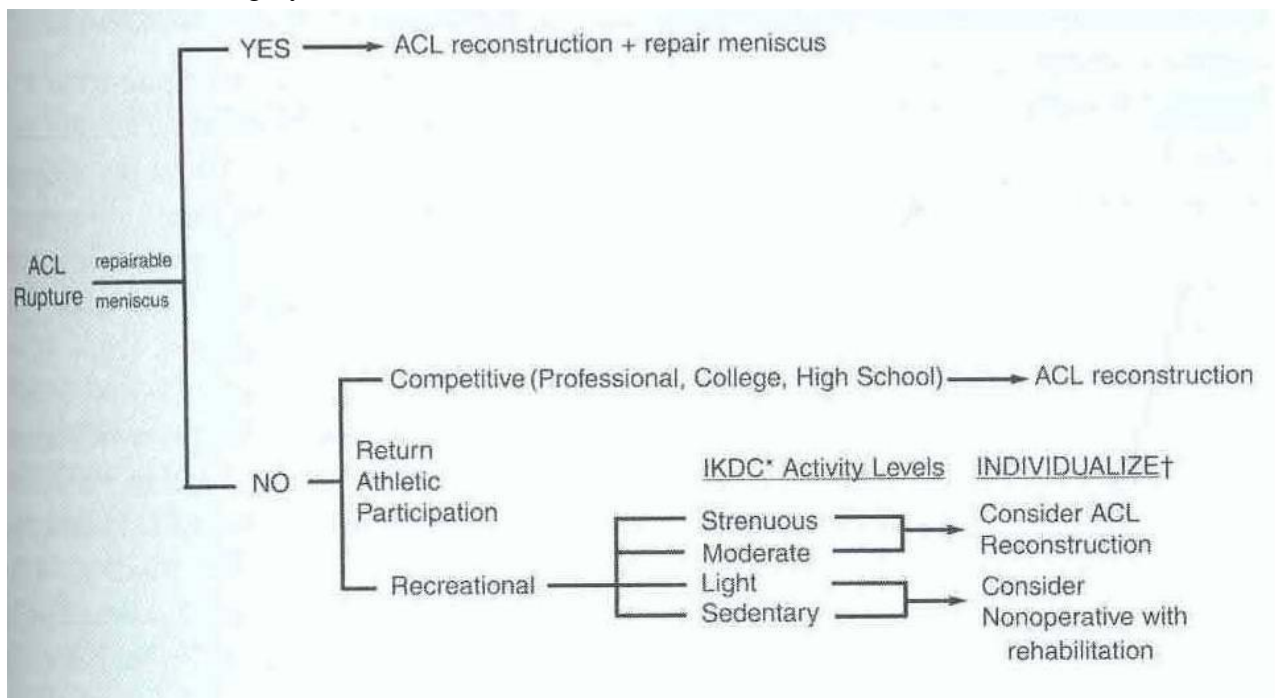 YES → ACL reconstruction + repair meniscus
ACL Rupture
repairable meniscus
NO
Return
Athletic
Participation
Competitive (Professional, College, High School) → ACL reconstruction
Recreational
IKDC* Activity Levels
INDIVIDUALIZE†
Strenuous
Moderate
Light
Sedentary
Consider ACL
Reconstruction
Consider
Nonoperative with
rehabilitation